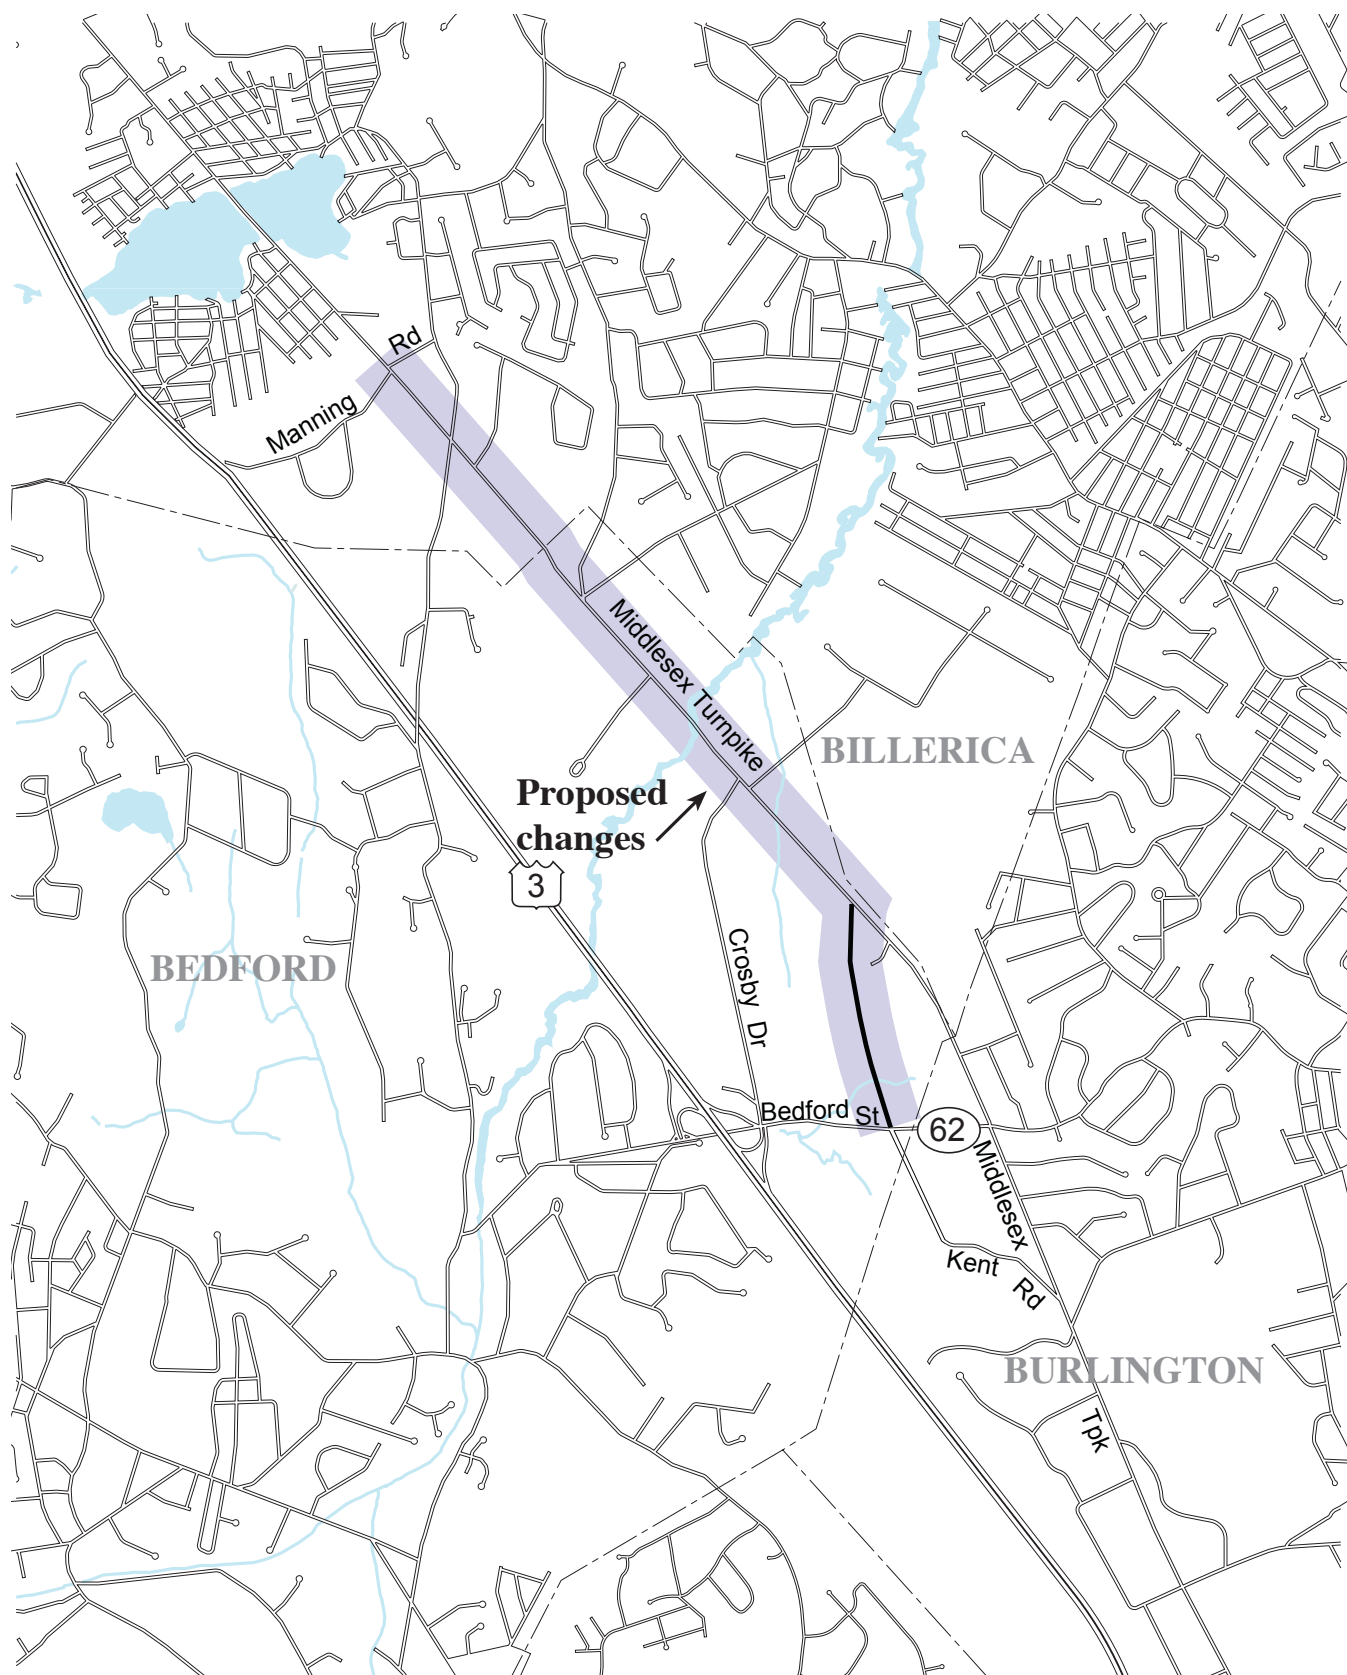 Rd
Manning
Middlesex Turnpike
BILLERICA
Proposed
changes
3
Crosby Dr
BEDFORD
Bedford St
62
Middlesex
Kent Rd
BURLINGTON
Tpk